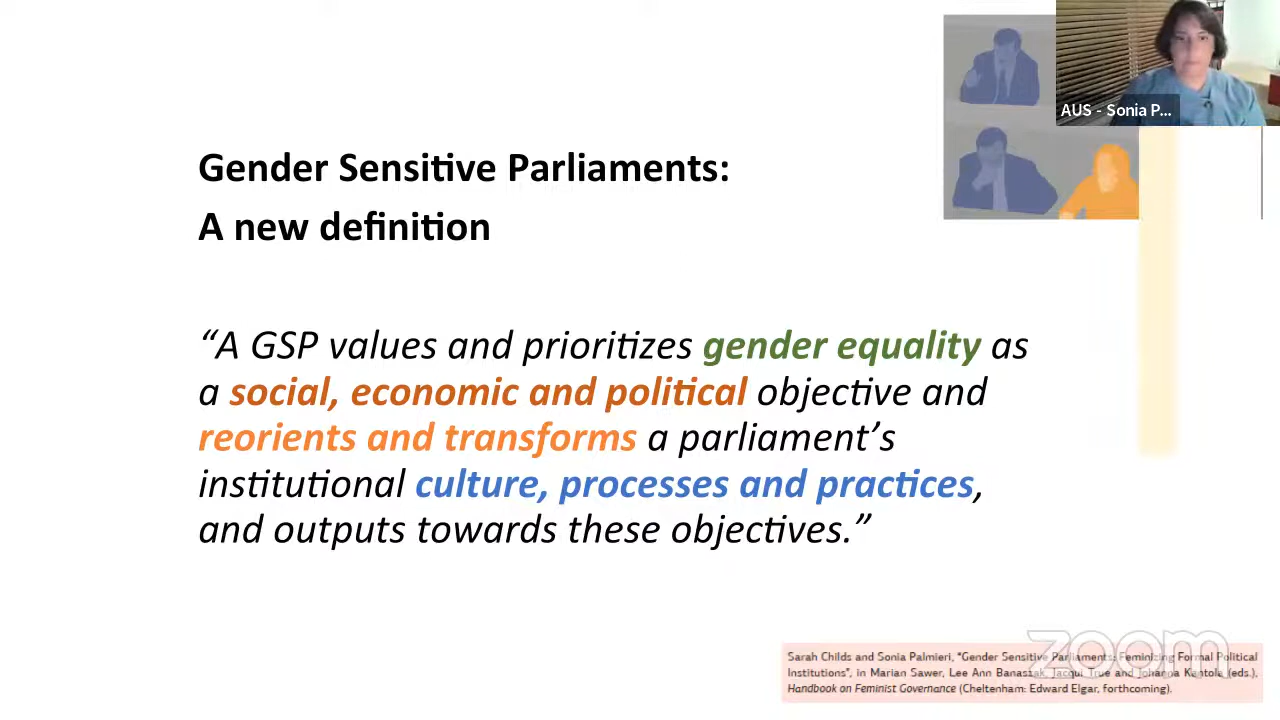 AUS - Sonia P...
Gender Sensitive Parliaments:
A new definition
“A GSP values and prioritizes gender equality as
a social, economic and political objective and
reorients and transforms a parliament’s
institutional culture, processes and practices,
and outputs towards these objectives.”
zoom
Sarah Childs and Sonia Palmieri, "Gender Sensitive Parliaments: Feminizing Formal Political
Institutions", in Marian Sawer, Lee Ann Banaszak, Jacqui True and Johanna Kantola (eds.),
Handbook on Feminist Governance (Cheltenham: Edward Elgar, forthcoming).